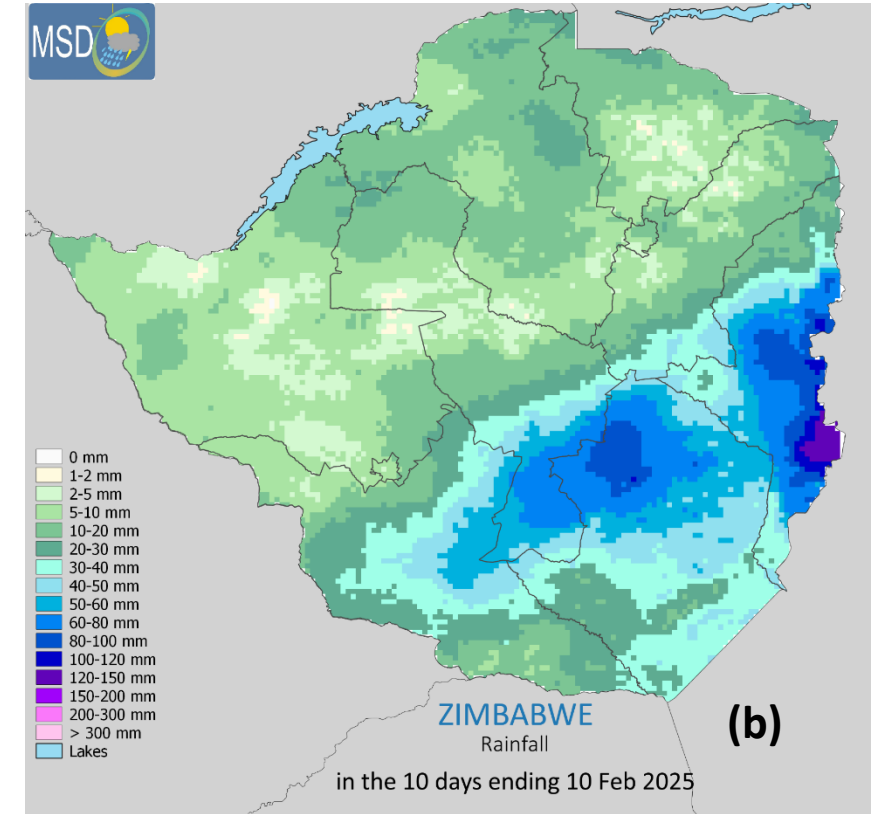 MSD
0 mm
1-2 mm
2-5 mm
5-10 mm
10-20 mm
20-30 mm
30-40 mm
40-50 mm
50-60 mm
60-80 mm
80-100 mm
100-120 mm
120-150 mm
150-200 mm
200-300 mm
> 300 mm
Lakes
ZIMBABWE
Rainfall
(b)
in the 10 days ending 10 Feb 2025